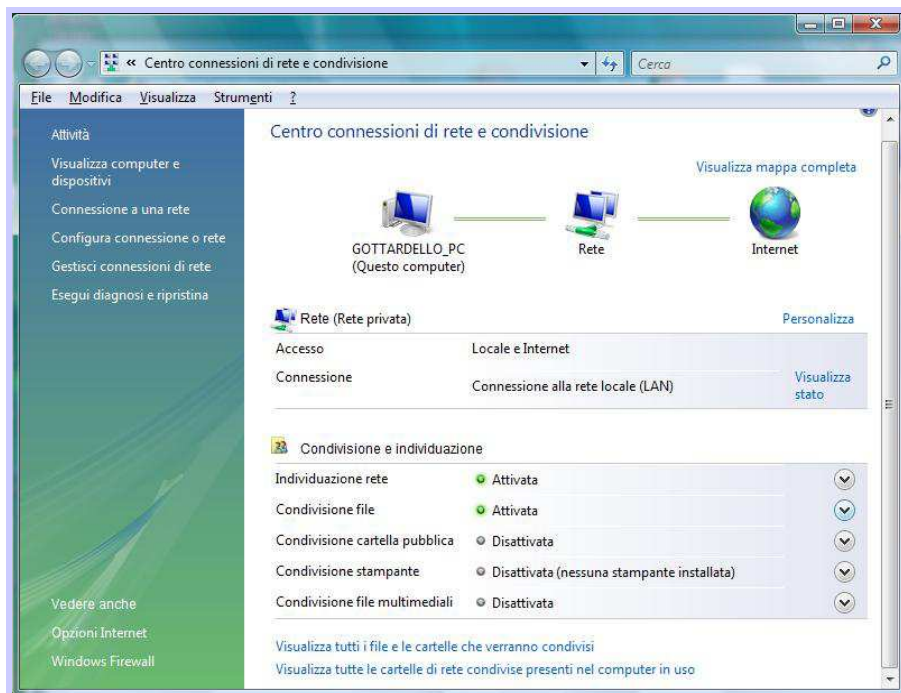 « Centro connessioni di rete e condivisione
Cerca
File Modifica Visualizza Strumenti ?
Attività
Visualizza computer e
dispositivi
Connessione a una rete
Configura connessione o rete
Gestisci connessioni di rete
Esegui diagnosi e ripristina
Vedere anche
Opzioni Internet
Windows Firewall
Centro connessioni di rete e condivisione
Visualizza mappa completa
GOTTARDELLO_PC
(Questo computer)
Rete
Internet
Rete (Rete privata)
Personalizza
Accesso
Locale e Internet
Connessione
Connessione alla rete locale (LAN)
Visualizza
stato
Condivisione e individuazione
Individuazione rete Attivata
Condivisione file Attivata
Condivisione cartella pubblica Disattivata
Condivisione stampante Disattivata (nessuna stampante installata)
Condivisione file multimediali Disattivata
Visualizza tutti i file e le cartelle che verranno condivisi
Visualizza tutte le cartelle di rete condivise presenti nel computer in uso